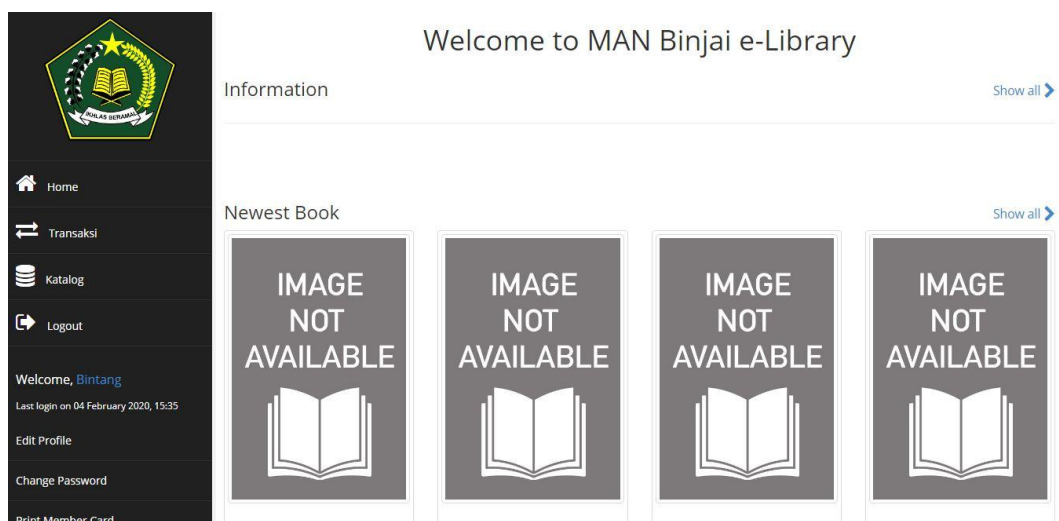 IKHLAS BERAMAL
Home
Transaksi
Katalog
Logout
Welcome, Bintang
Last login on 04 February 2020, 15:35
Edit Profile
Change Password
Print Member Card
Welcome to MAN Binjai e-Library
Information
Show all
Newest Book
Show all
IMAGE
NOT
AVAILABLE
IMAGE
NOT
AVAILABLE
IMAGE
NOT
AVAILABLE
IMAGE
NOT
AVAILABLE